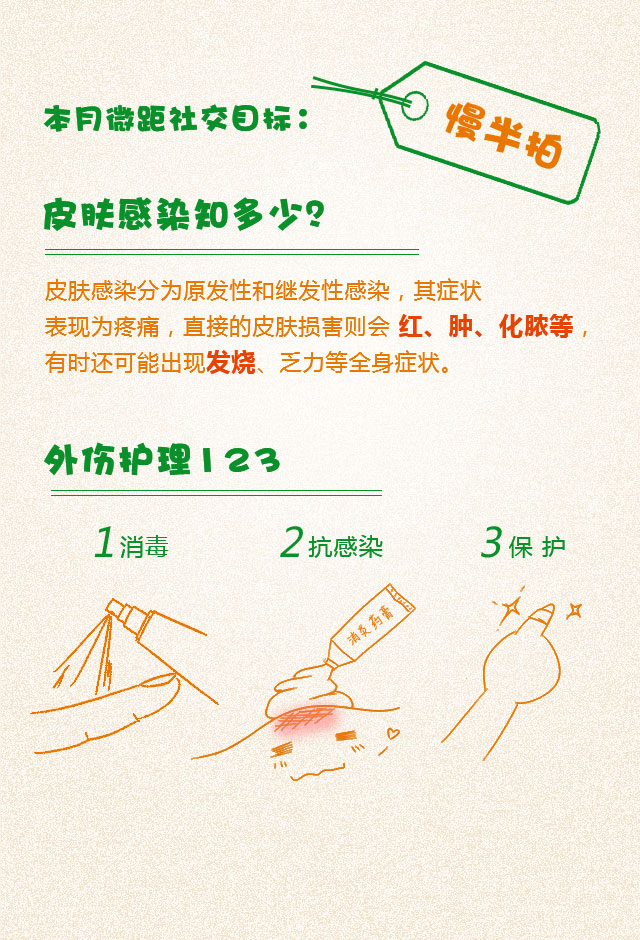 本月微距社交目标：
慢半拍
皮肤感染知多少？
皮肤感染分为原发性和继发性感染，其症状
表现为疼痛，直接的皮肤损害则会 红、肿、化脓等，
有时还可能出现发烧、乏力等全身症状。
外伤护理123
1 消毒
2 抗感染
3 保 护
消炎药膏